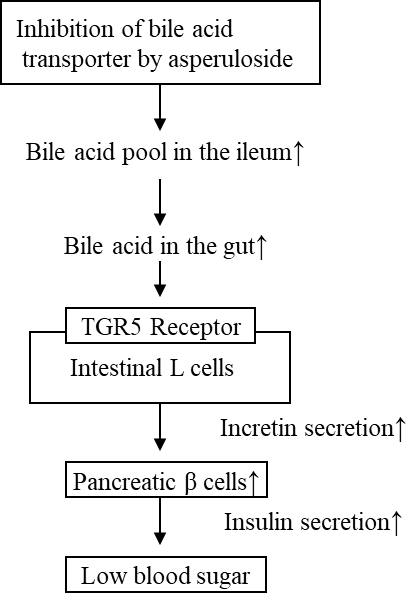 Inhibition of bile acid
transporter by asperuloside
Bile acid pool in the ileum↑
Bile acid in the gut↑
TGR5 Receptor
Intestinal L cells
Incretin secretion↑
Pancreatic β cells↑
Insulin secretion↑
Low blood sugar